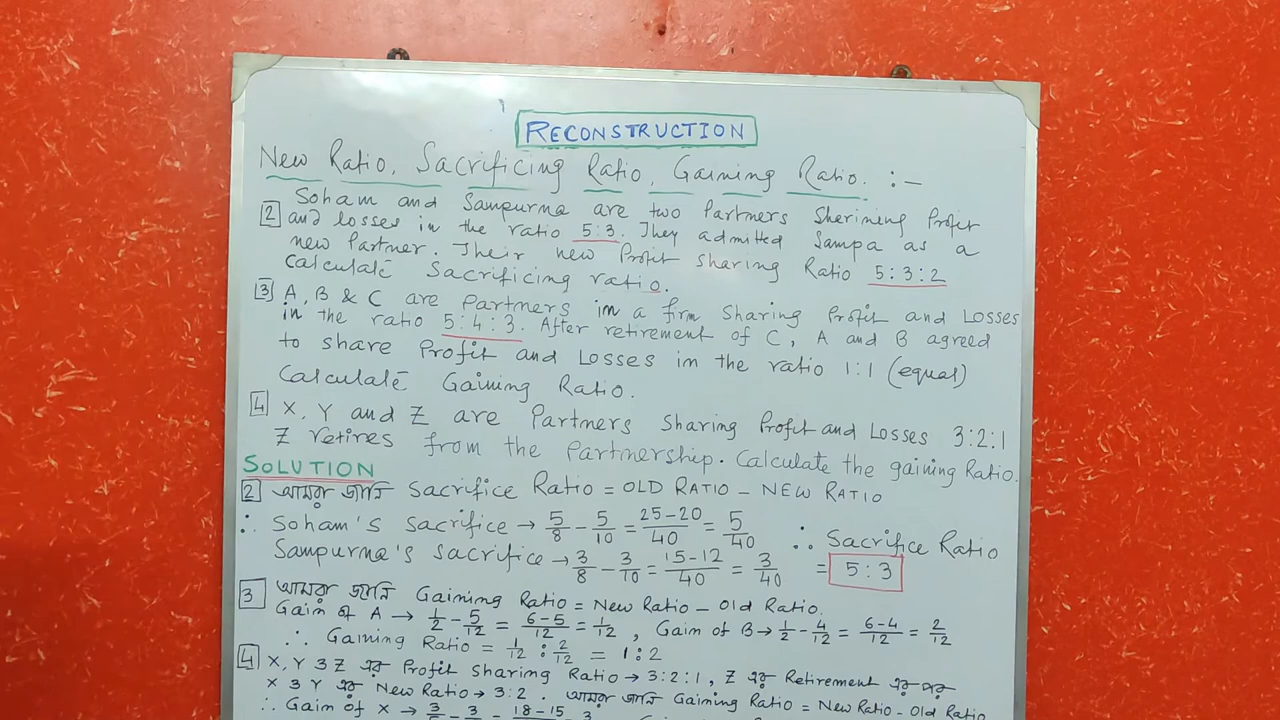 RECONSTRUCTION
New Ratio, Sacrificing Ratio, Gaining Ratio. :-
[2] Soham and Sampurna are two Partners Sherining Profit
and losses in the ratio 5:3. They admitted Sampa as a
new Partner. Their new Profit sharing Ratio 5:3:2
calculate Sacrificing ratio.
[3] A, B & C are Partners in a firm Sharing Profit and Losses
in the ratio 5:4:3. After retirement of C, A and B agreed
to share Profit and Losses in the ratio 1:1 (equal)
Calculate Gaining Ratio.
[4] X, Y and Z are Partners Sharing Profit and Losses 3:2:1
Z retires from the Partnership. Calculate the gaining Ratio.
SOLUTION
[2] আমরা জানি Sacrifice Ratio = OLD RATIO - NEW RATIO
∴ Soham's Sacrifice → 5/8 - 5/10 = 25-20/40 = 5/40 ∴ Sacrifice Ratio
Sampurna's Sacrifice → 3/8 - 3/10 = 15-12/40 = 3/40 = 5:3
[3] আমরা জানি Gaining Ratio = New Ratio - Old Ratio.
Gain of A → 1/2 - 5/12 = 6-5/12 = 1/12, Gain of B → 1/2 - 4/12 = 6-4/12 = 2/12
∴ Gaining Ratio = 1/12 : 2/12 = 1:2
[4] X, Y ও Z এর Profit Sharing Ratio → 3:2:1, Z এর Retirement এর পর
X ও Y এর New Ratio → 3:2. আমরা জানি Gaining Ratio = New Ratio - Old Ratio
∴ Gain of X → 18-15